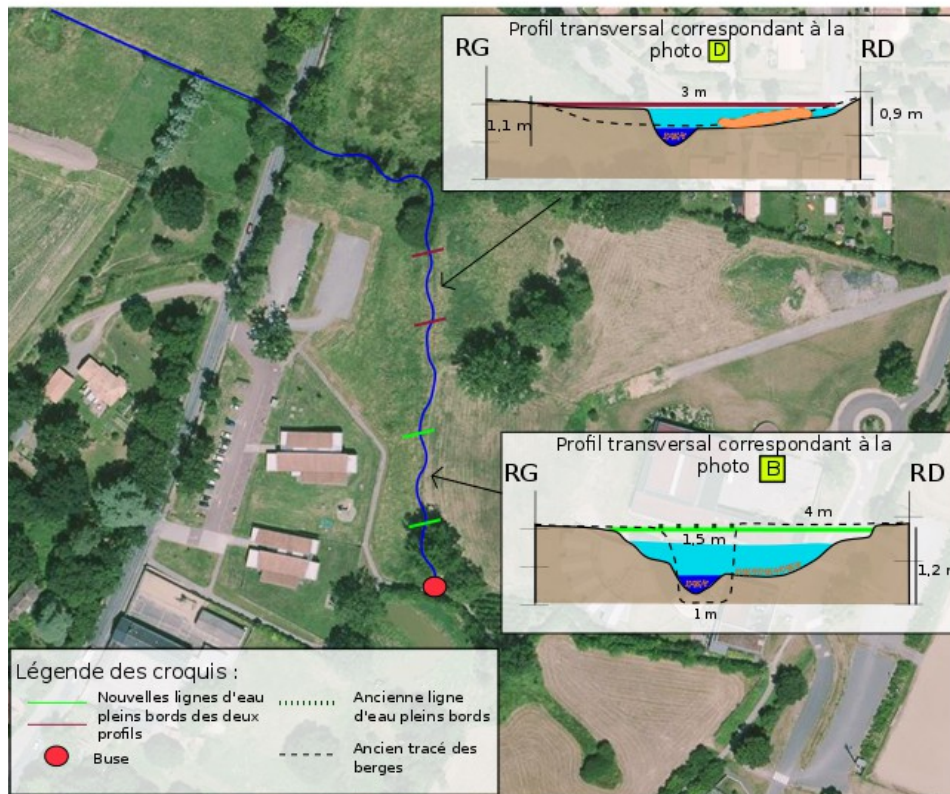 Profil transversal correspondant à la
photo D
RG
RD
3 m
1,1 m
0,9 m
Profil transversal correspondant à la
photo B
RG
RD
4 m
1,5 m
1,2 m
1 m
Légende des croquis :
Nouvelles lignes d'eau
pleins bords des deux
profils
Buse
Ancienne ligne
d'eau pleins bords
Ancien tracé des
berges